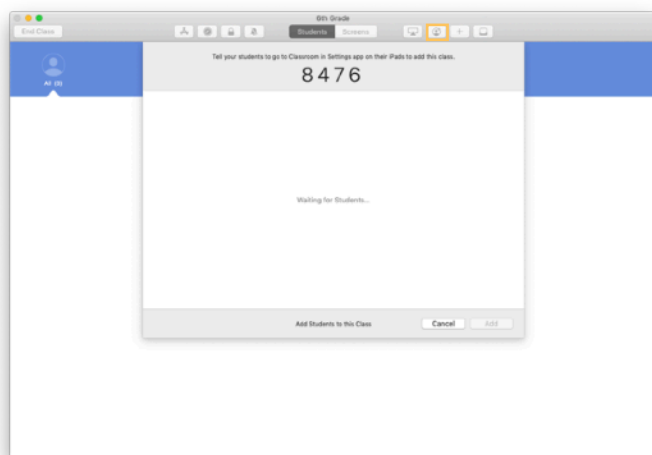 6th Grade
End Class
Students
Screens
Tell your students to go to Classroom in Settings app on their iPads to add this class.
8476
All (0)
Waiting for Students...
Add Students to this Class
Cancel
Add